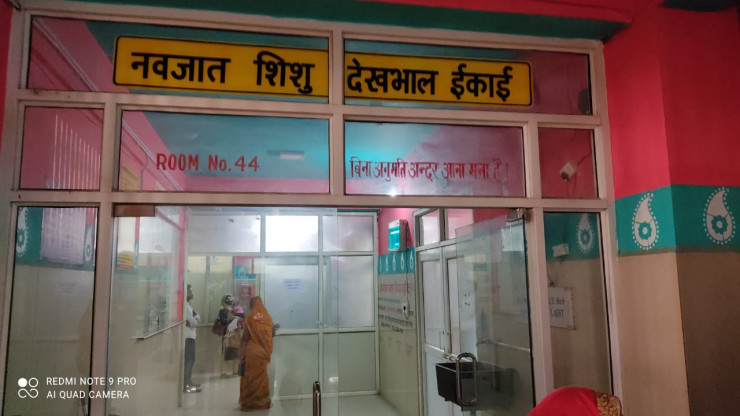 नवजात शिशु देखभाल ईकाई
ROOM No. 44
बिना अनुमति अन्दर आना मना है।
REDMI NOTE 9 PRO
AI QUAD CAMERA